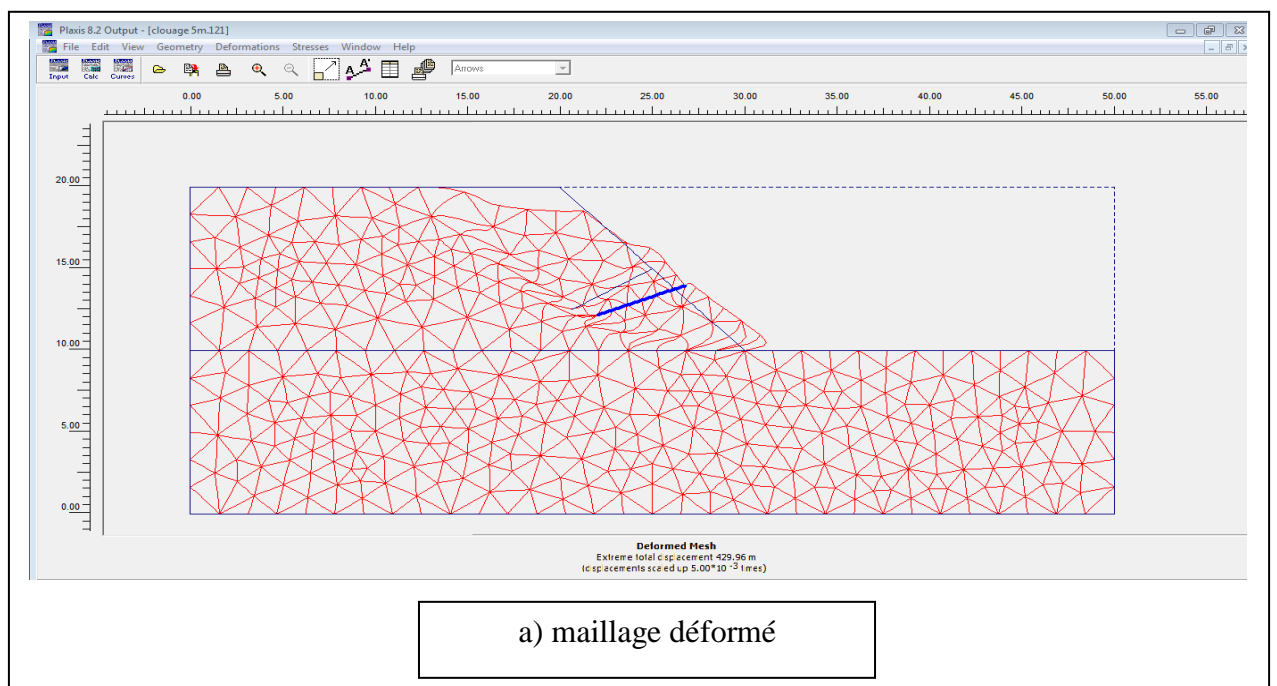 Plaxis 8.2 Output - [clouage 5m.121]
File Edit View Geometry Deformations Stresses Window Help
Input Calc Curves Arrows
0.00 5.00 10.00 15.00 20.00 25.00 30.00 35.00 40.00 45.00 50.00 55.00
20.00
15.00
10.00
5.00
0.00
Deformed Mesh
Extreme total displacement 429.96 m
(displacements scaled up 5.00*10 -3 times)
a) maillage déformé